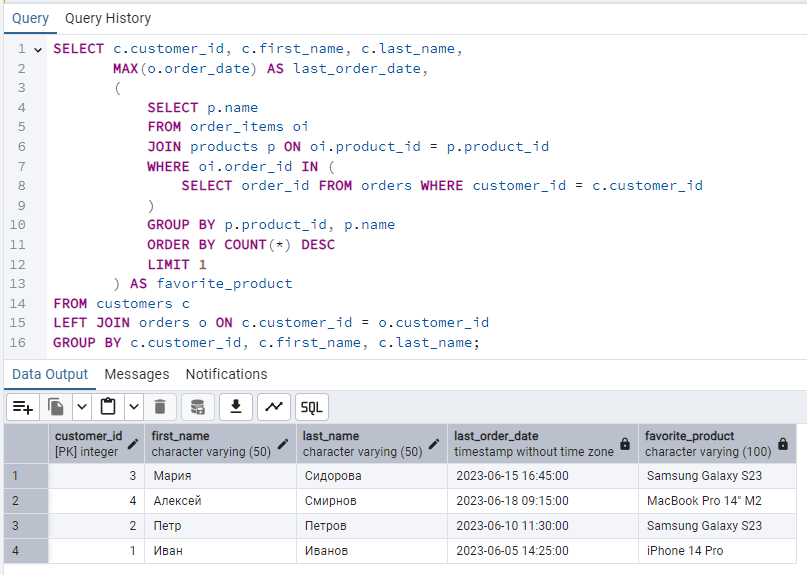 Query Query History
1 SELECT c.customer_id, c.first_name, c.last_name,
2 MAX(o.order_date) AS last_order_date,
3 (
4 SELECT p.name
5 FROM order_items oi
6 JOIN products p ON oi.product_id = p.product_id
7 WHERE oi.order_id IN (
8 SELECT order_id FROM orders WHERE customer_id = c.customer_id
9 )
10 GROUP BY p.product_id, p.name
11 ORDER BY COUNT(*) DESC
12 LIMIT 1
13 ) AS favorite_product
14 FROM customers c
15 LEFT JOIN orders o ON c.customer_id = o.customer_id
16 GROUP BY c.customer_id, c.first_name, c.last_name;
Data Output Messages Notifications
SQL
customer_id first_name last_name last_order_date favorite_product
[PK] integer character varying (50) character varying (50) timestamp without time zone character varying (100)
1 3 Мария Сидорова 2023-06-15 16:45:00 Samsung Galaxy S23
2 4 Алексей Смирнов 2023-06-18 09:15:00 MacBook Pro 14" M2
3 2 Петр Петров 2023-06-10 11:30:00 Samsung Galaxy S23
4 1 Иван Иванов 2023-06-05 14:25:00 iPhone 14 Pro